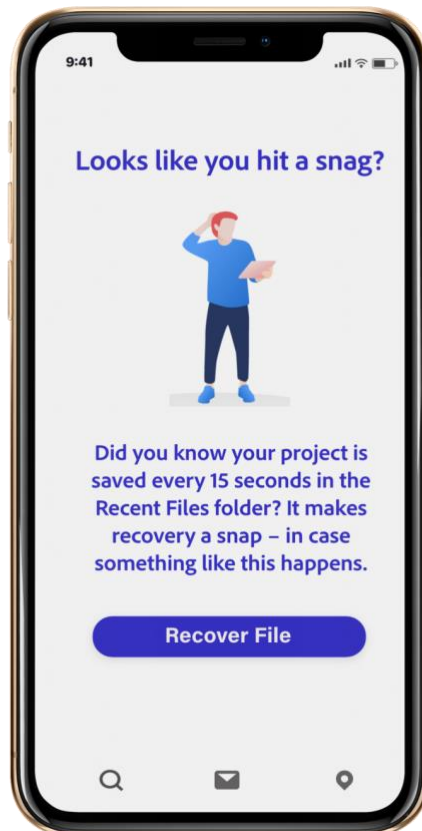 9:41
Looks like you hit a snag?
Did you know your project is
saved every 15 seconds in the
Recent Files folder? It makes
recovery a snap – in case
something like this happens.
Recover File